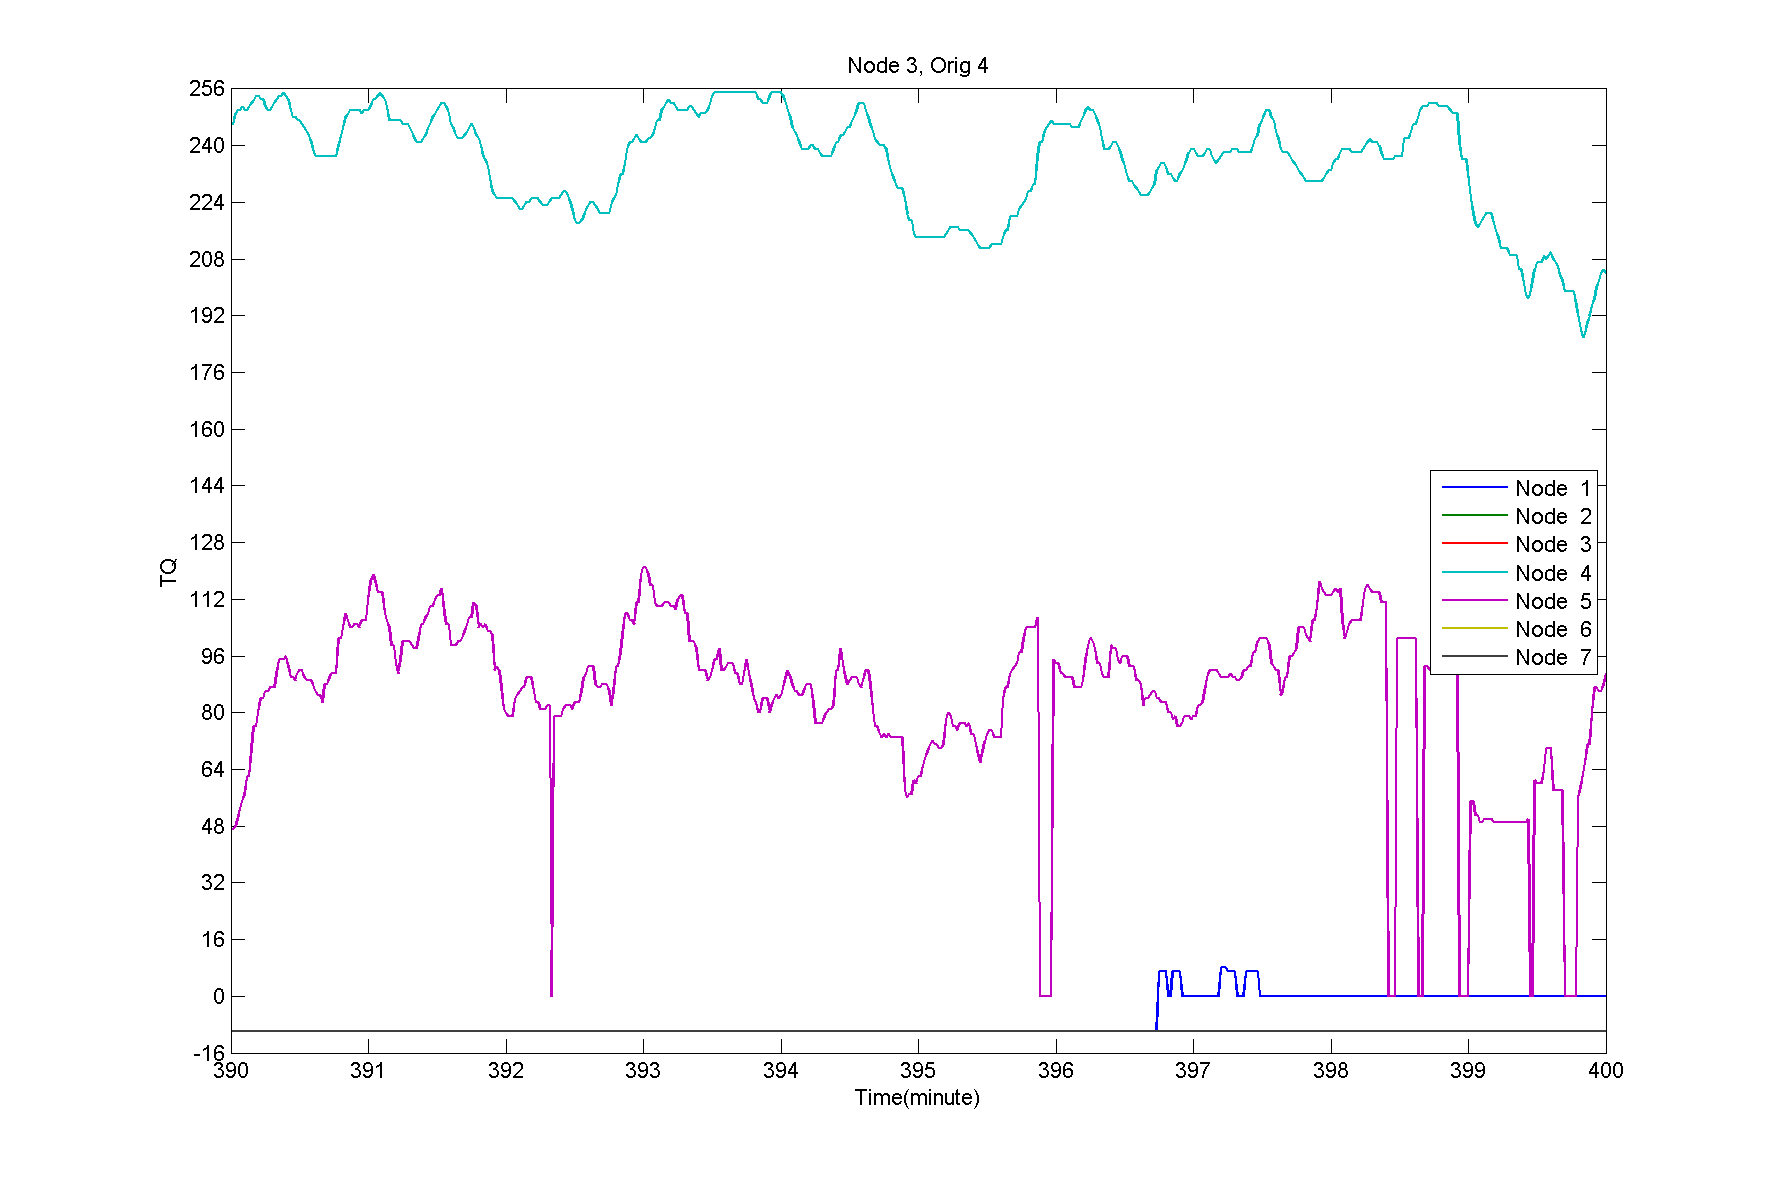 Node 3, Orig 4
256
240
224
208
192
176
160
144
128
112
96
80
64
48
32
16
0
-16
TQ
Node 1
Node 2
Node 3
Node 4
Node 5
Node 6
Node 7
390 391 392 393 394 395 396 397 398 399 400
Time(minute)